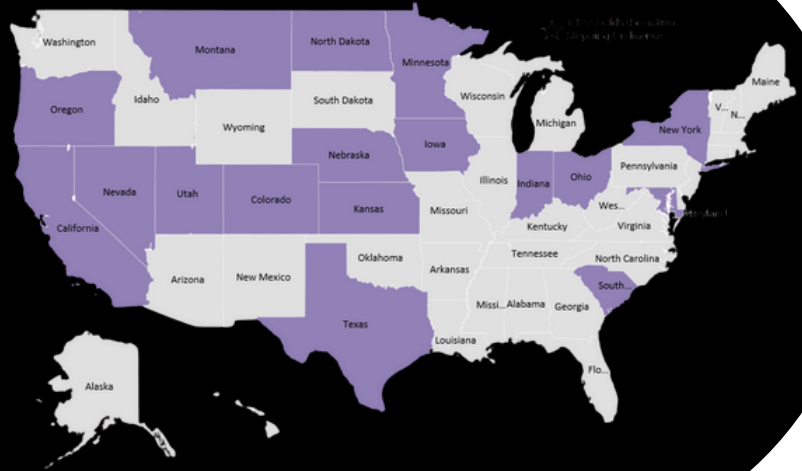 Washington
Montana
North Dakota
Minnesota
Maine
Oregon
Idaho
South Dakota
Wisconsin
V...
N...
Wyoming
Michigan
New York
Nebraska
Iowa
Pennsylvania
Nevada
Utah
Colorado
Illinois
Indiana
Ohio
California
Kansas
Missouri
Wes...
Maryland
Kentucky
Virginia
Arizona
New Mexico
Oklahoma
Arkansas
Tennessee
North Carolina
Texas
Missi...
Alabama
Georgia
South...
Louisiana
Flo...
Alaska